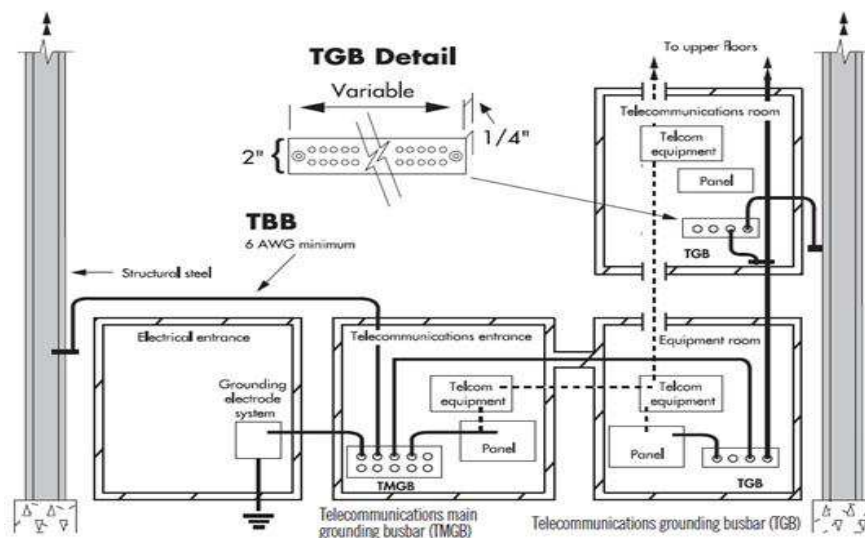 TGB Detail
Variable
2"
1/4"
To upper floors
Telecommunications room
Telcom
equipment
Panel
TGB
TBB
6 AWG minimum
Structural steel
Electrical entrance
Grounding
electrode
system
Telecommunications entrance
Telcom
equipment
Panel
TMGB
Equipment room
Telcom
equipment
Panel
TGB
Telecommunications main
grounding busbar (TMGB)
Telecommunications grounding busbar (TGB)